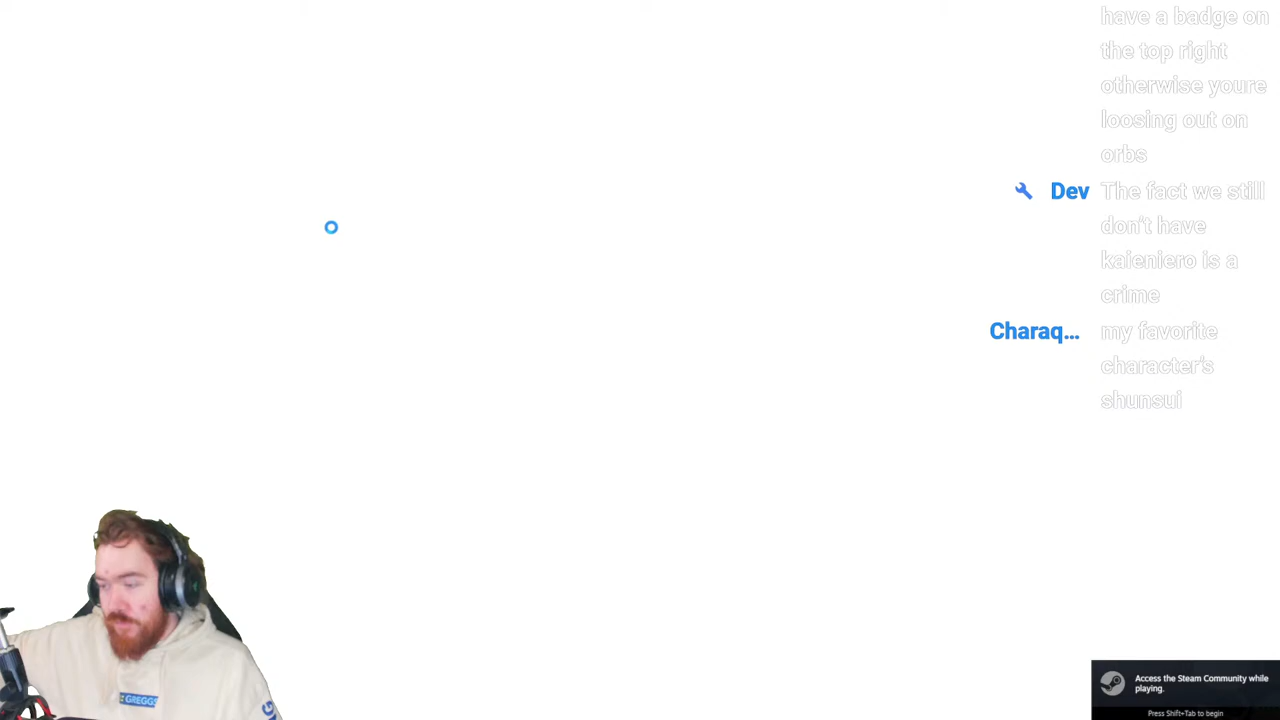 have a badge on
the top right
otherwise youre
loosing out on
orbs
Dev The fact we still
don't have
kaieniero is a
crime
Charaq... my favorite
character's
shunsui
GREGGS
G
Access the Steam Community while
playing.
Press Shift+Tab to begin